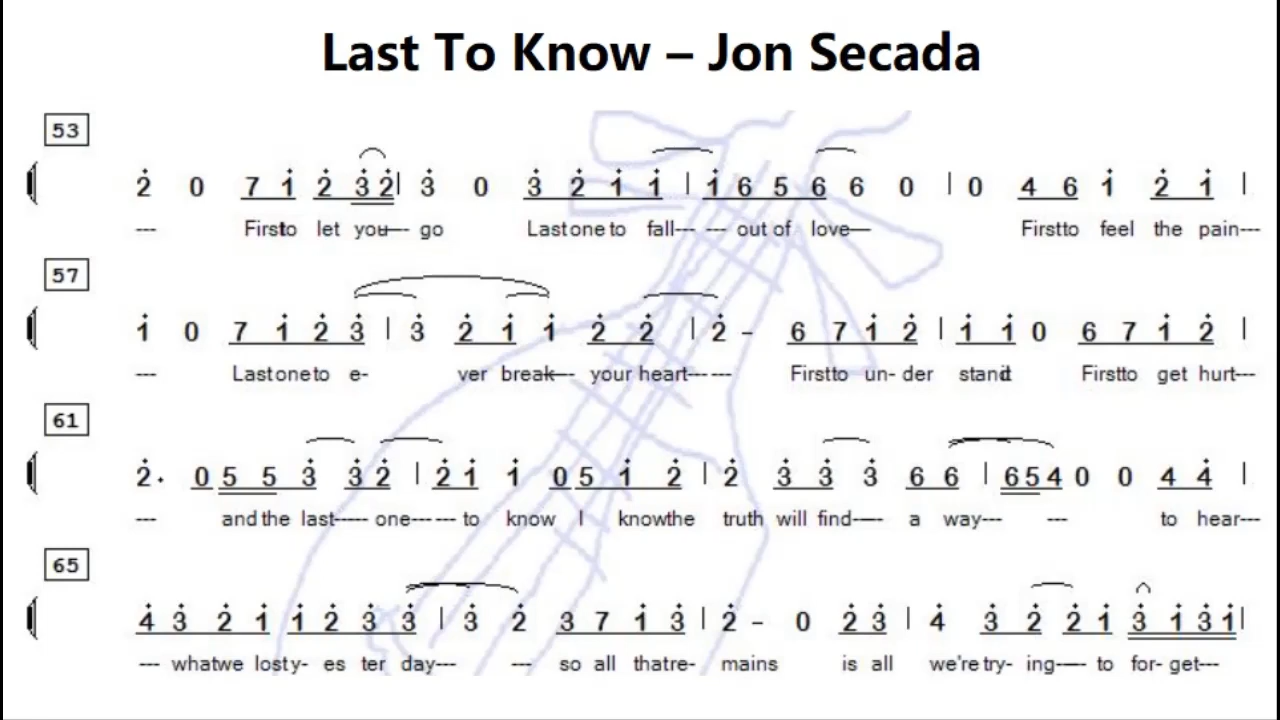 Last To Know – Jon Secada
53
2̇ 0 7 1̇ 2̇ 3̇ 2̇ | 3̇ 0 3̇ 2̇ 1̇ 1̇ | 1̇ 6 5 6 6 0 | 0 4 6 1̇ 2̇ 1̇ |
--- Firstto let you--- go Lastoneto fall--- --- out of love— Firstto feel the pain---
57
1̇ 0 7 1̇ 2̇ 3̇ | 3̇ 2̇ 1̇ 1̇ 2̇ 2̇ | 2̇ - 6 7 1̇ 2̇ | 1̇ 1̇ 0 6 7 1̇ 2̇ |
--- Lastoneto e- ver break--- your heart------ Firstto un- der standit Firstto get hurt---
61
2̇· 0 5 5 3̇ 3̇ 2̇ | 2̇ 1̇ 1̇ 0 5 1̇ 2̇ | 2̇ 3̇ 3̇ 3̇ 6̇ 6̇ | 6 5 4 0 0 4̇ 4̇ |
--- and the last----- one--- --- to know I knowthe truth will find---- a way--- --- to hear---
65
4̇ 3̇ 2̇ 1̇ 1̇ 2̇ 3̇ 3̇ | 3̇ 2̇ 3̇ 7 1̇ 3̇ | 2̇ - 0 2̇ 3̇ | 4̇ 3̇ 2̇ 2̇ 1̇ 3̇ 1̇ 3̇ 1̇ |
--- whatwe losty- es ter day--- --- so all thatre- mains is all we're try- ing---- to for- get---